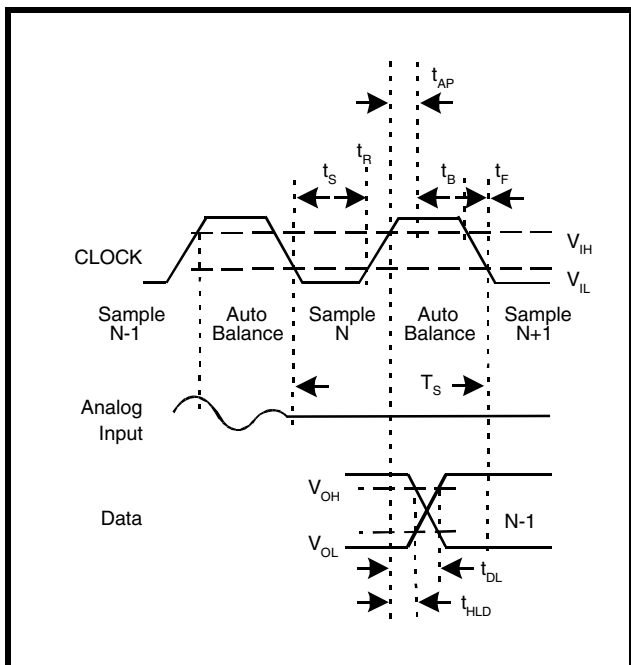 t_AP
t_R
t_S
t_B
t_F
CLOCK
V_IH
V_IL
Sample N-1
Auto Balance
Sample N
Auto Balance
Sample N+1
T_S
Analog Input
V_OH
Data
N-1
V_OL
t_DL
t_HLD